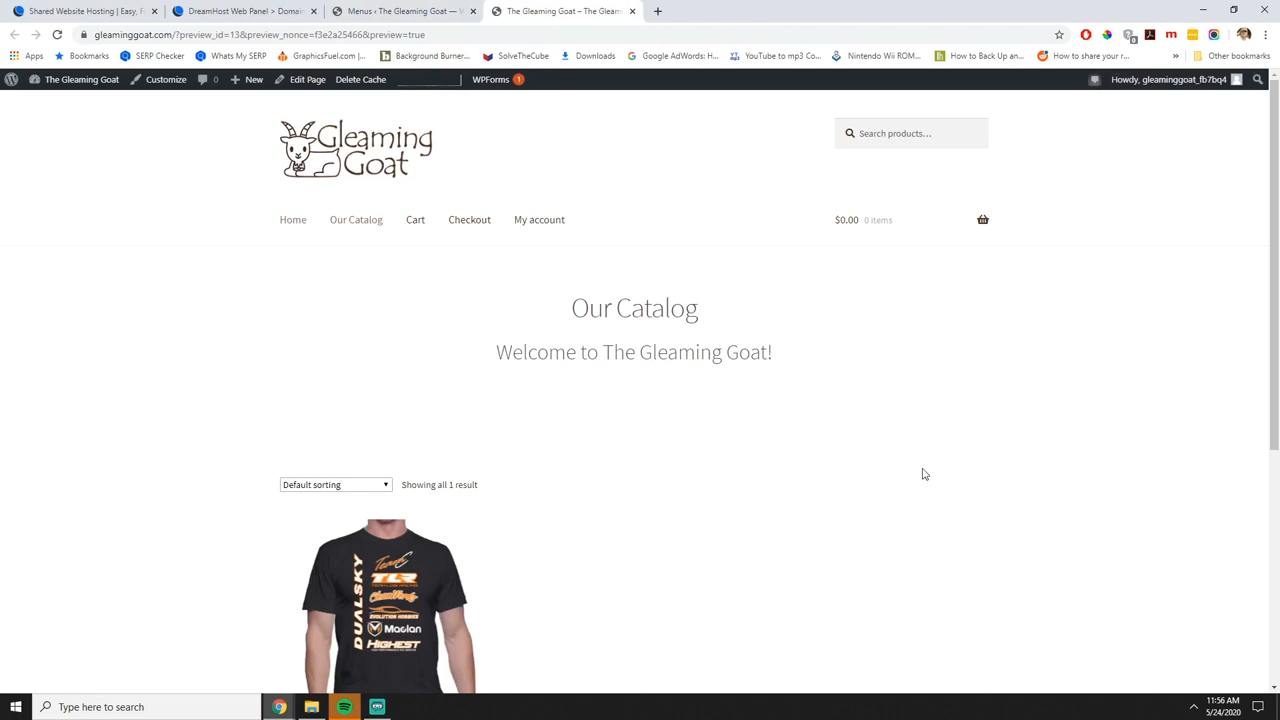 Shared Website Hosting | Easy, F
DreamHost Web Panel > Domain
Menus ‹ The Gleaming Goat — V
The Gleaming Goat – The Gleam
gleaminggoat.com/?preview_id=13&preview_nonce=f3e2a25466&preview=true
Apps
Bookmarks
SERP Checker
Whats My SERP
GraphicsFuel.com |...
Background Burner...
SolveTheCube
Downloads
Google AdWords: K...
YouTube to mp3 Co...
Nintendo Wii ROM...
How to Back Up an...
How to share your r...
»
Other bookmarks
The Gleaming Goat
Customize
0
New
Edit Page
Delete Cache
WPForms 1
Howdy, gleaminggoat_fb7bq4
Gleaming
Goat
Search products…
Home
Our Catalog
Cart
Checkout
My account
$0.00 0 items
Our Catalog
Welcome to The Gleaming Goat!
Default sorting
Showing all 1 result
DUALSKY
TLR
EVOLUTION HOBBIES
Maclan
HIGHEST
Type here to search
11:56 AM
5/24/2020